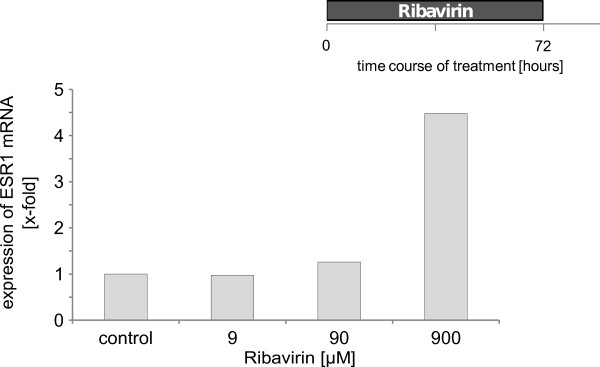 Ribavirin
0 72
time course of treatment [hours]
expression of ESR1 mRNA
[x-fold]
5
4
3
2
1
0
control 9 90 900
Ribavirin [µM]